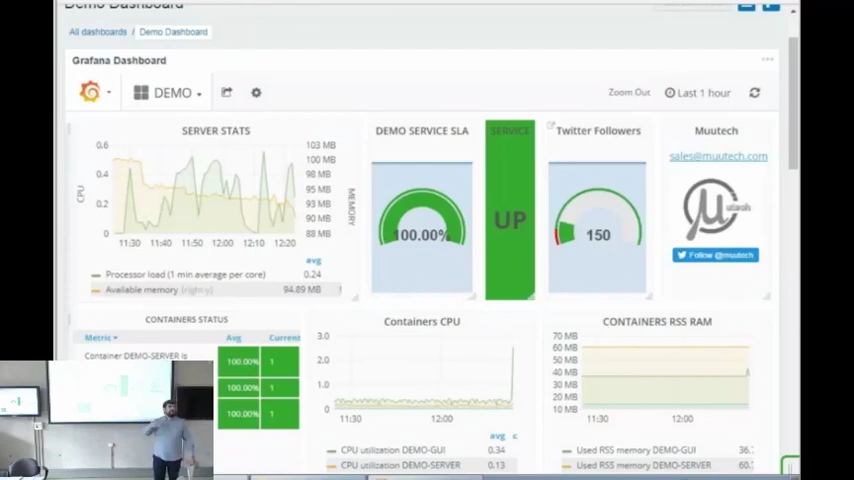 Demo Dashboard
All dashboards / Demo Dashboard
Grafana Dashboard
DEMO
Zoom Out
Last 1 hour
SERVER STATS
0.6
0.4
0.2
0
CPU
103 MB
100 MB
98 MB
95 MB
93 MB
90 MB
88 MB
MEMORY
11:30 11:40 11:50 12:00 12:10 12:20
avg
Processor load (1 min average per core) 0.24
Available memory (right y) 94.89 MB
DEMO SERVICE SLA
100.00%
SERVICE
UP
Twitter Followers
150
Muutech
sales@muutech.com
Follow @muutech
CONTAINERS STATUS
Metric Avg Current
Container DEMO-SERVER is
100.00% 1
100.00% 1
100.00% 1
Containers CPU
3.0
2.0
1.0
0
11:30 12:00
avg c
CPU utilization DEMO-GUI 0.34
CPU utilization DEMO-SERVER 0.13
CONTAINERS RSS RAM
70 MB
60 MB
50 MB
40 MB
30 MB
20 MB
10 MB
11:30 12:00
Used RSS memory DEMO-GUI 36.
Used RSS memory DEMO-SERVER 60.